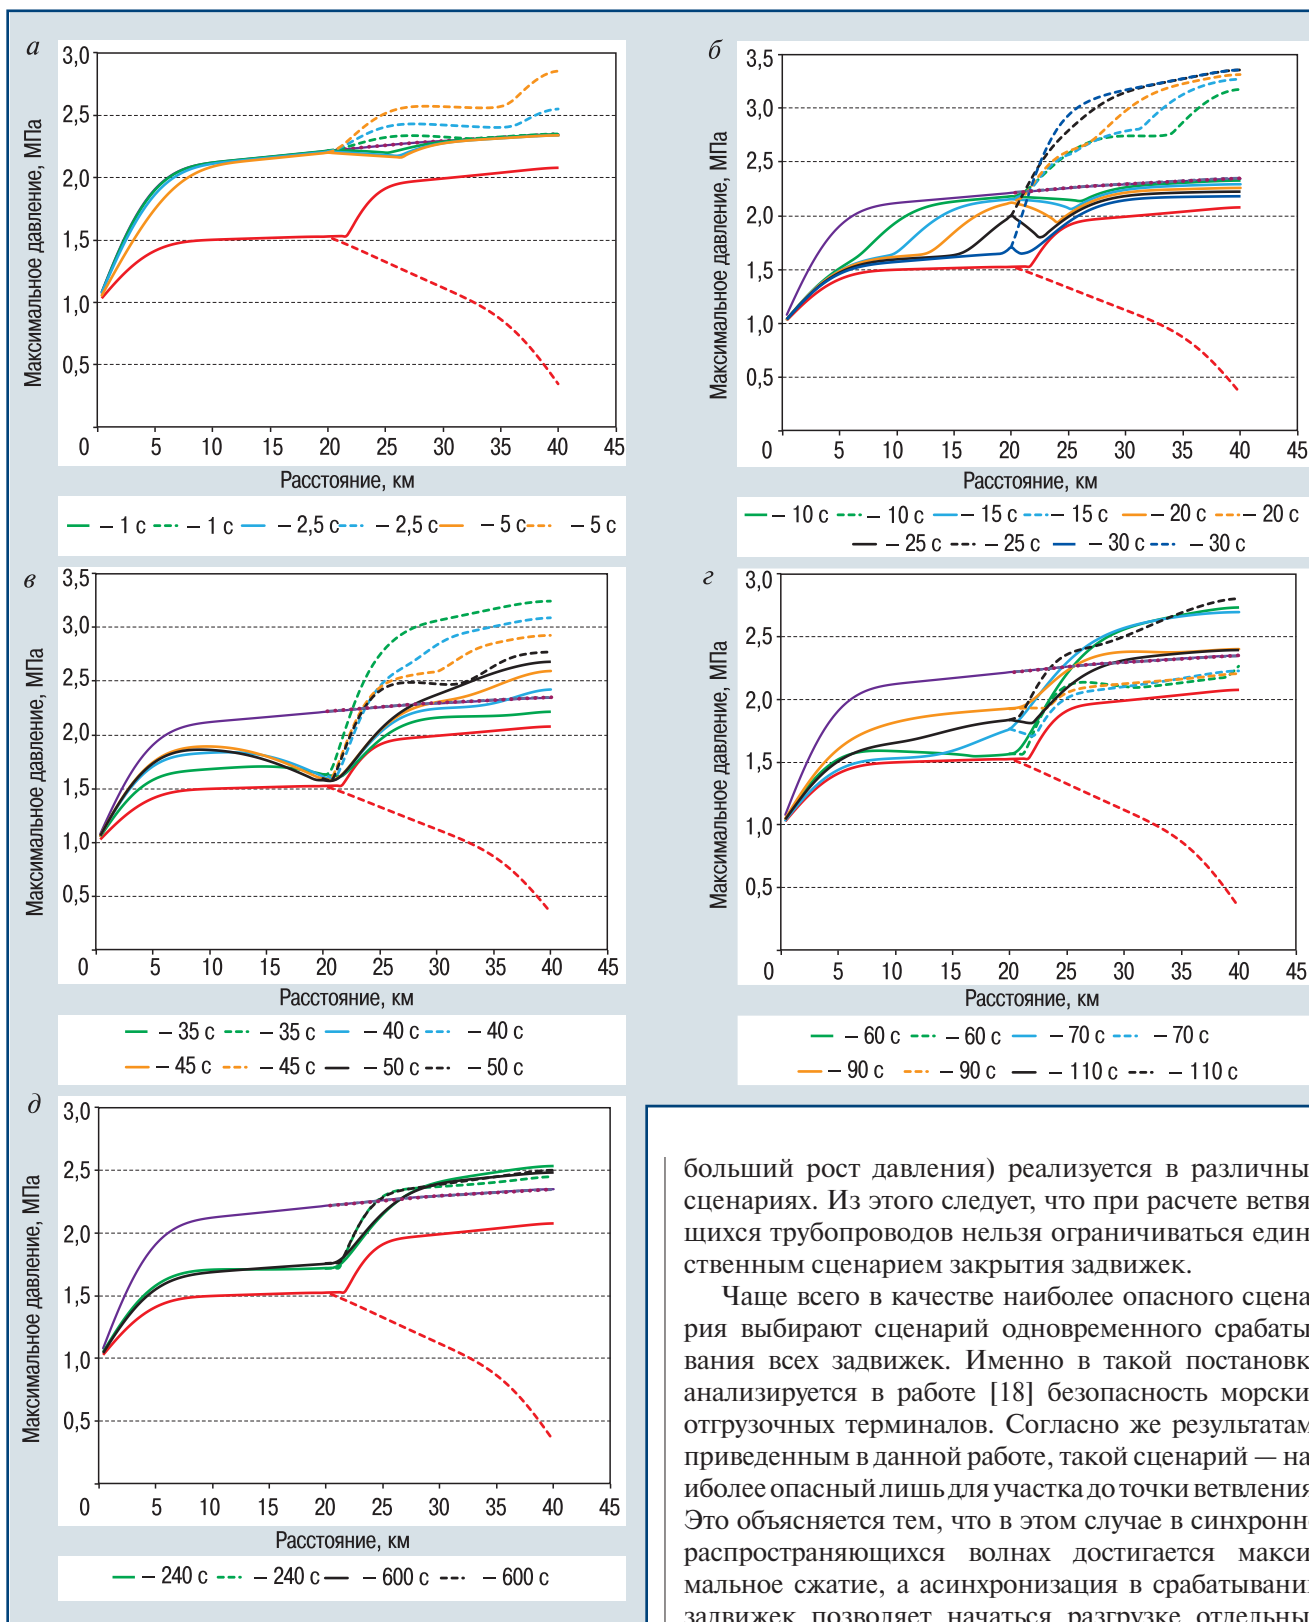 а
3,0
2,5
2,0
1,5
1,0
0,5
Максимальное давление, МПа
0 5 10 15 20 25 30 35 40 45
Расстояние, км
– 1 с – 1 с – 2,5 с – 2,5 с – 5 с – 5 с
б
3,5
3,0
2,5
2,0
1,5
1,0
0,5
Максимальное давление, МПа
0 5 10 15 20 25 30 35 40 45
Расстояние, км
– 10 с – 10 с – 15 с – 15 с – 20 с – 20 с
– 25 с – 25 с – 30 с – 30 с
в
3,5
3,0
2,5
2,0
1,5
1,0
0,5
Максимальное давление, МПа
0 5 10 15 20 25 30 35 40 45
Расстояние, км
– 35 с – 35 с – 40 с – 40 с
– 45 с – 45 с – 50 с – 50 с
г
3,0
2,5
2,0
1,5
1,0
0,5
Максимальное давление, МПа
0 5 10 15 20 25 30 35 40 45
Расстояние, км
– 60 с – 60 с – 70 с – 70 с
– 90 с – 90 с – 110 с – 110 с
д
3,0
2,5
2,0
1,5
1,0
0,5
Максимальное давление, МПа
0 5 10 15 20 25 30 35 40 45
Расстояние, км
– 240 с – 240 с – 600 с – 600 с
больший рост давления) реализуется в различны
сценариях. Из этого следует, что при расчете ветвя
щихся трубопроводов нельзя ограничиваться един
ственным сценарием закрытия задвижек.
Чаще всего в качестве наиболее опасного сцена
рия выбирают сценарий одновременного срабаты
вания всех задвижек. Именно в такой постановк
анализируется в работе [18] безопасность морски
отгрузочных терминалов. Согласно же результатам
приведенным в данной работе, такой сценарий — на
иболее опасный лишь для участка до точки ветвления
Это объясняется тем, что в этом случае в синхронн
распространяющихся волнах достигается макси
мальное сжатие, а асинхронизация в срабатывани
задвижек позволяет начаться разгрузке отдельны